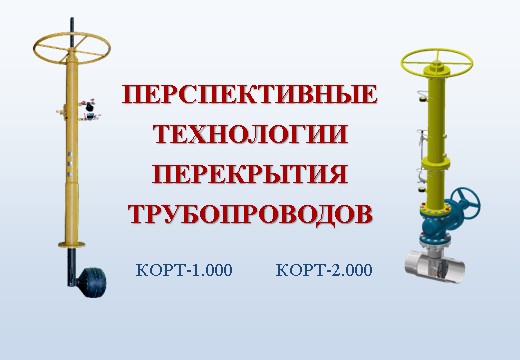 ПЕРСПЕКТИВНЫЕ
ТЕХНОЛОГИИ
ПЕРЕКРЫТИЯ
ТРУБОПРОВОДОВ
КОРТ-1.000 КОРТ-2.000